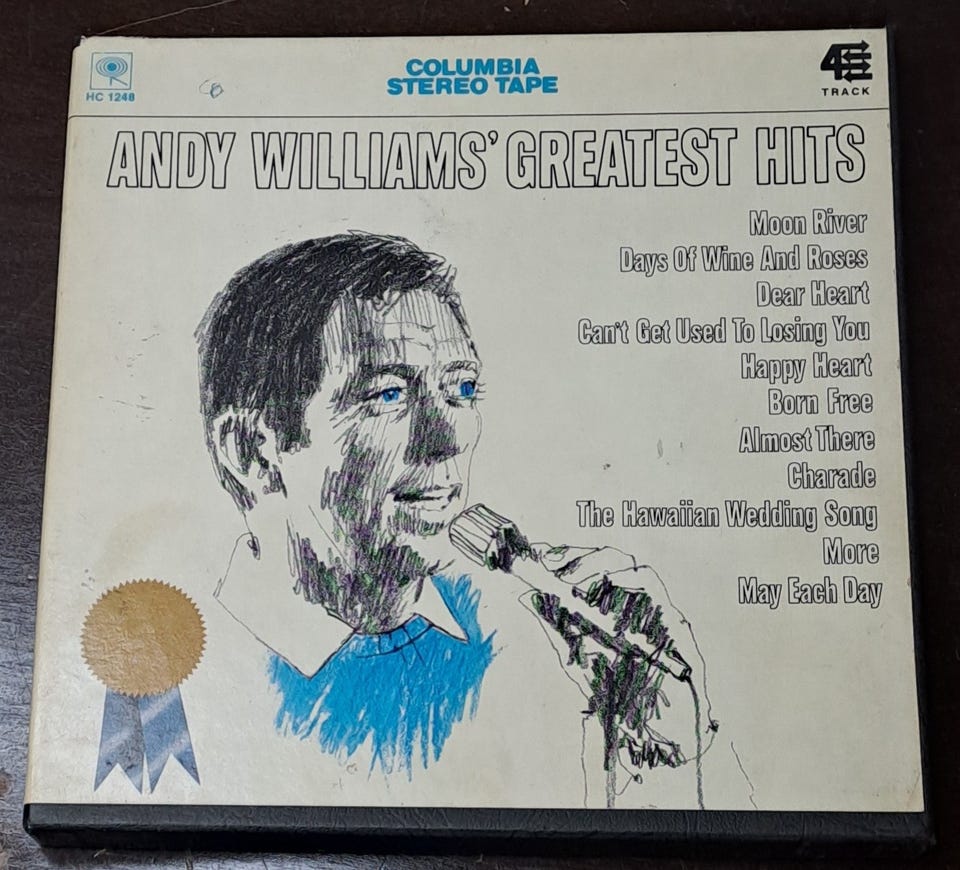 COLUMBIA
STEREO TAPE
HC 1248
4
TRACK
ANDY WILLIAMS' GREATEST HITS
Moon River
Days Of Wine And Roses
Dear Heart
Can't Get Used To Losing You
Happy Heart
Born Free
Almost There
Charade
The Hawaiian Wedding Song
More
May Each Day